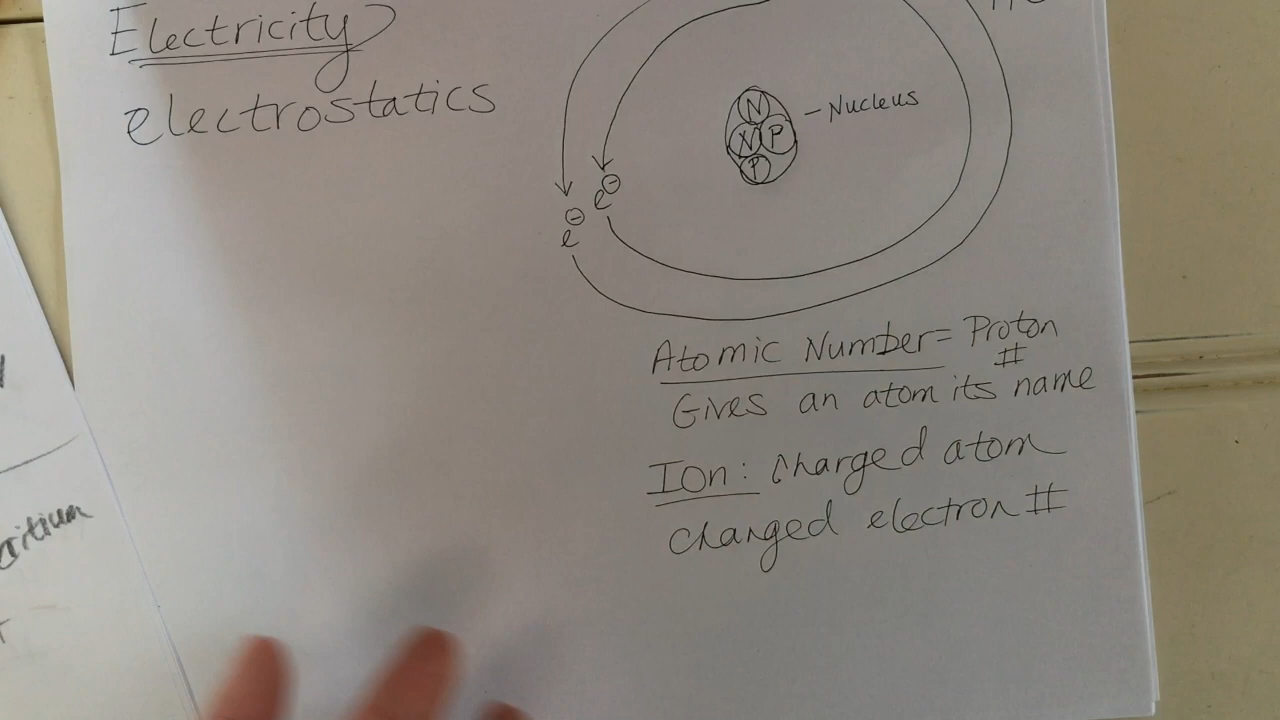 Electricity
electrostatics
N
- Nucleus
N P
P
e⊖
e⊖
Atomic Number = Proton
#
Gives an atom its name
Ion: Charged atom
changed electron #